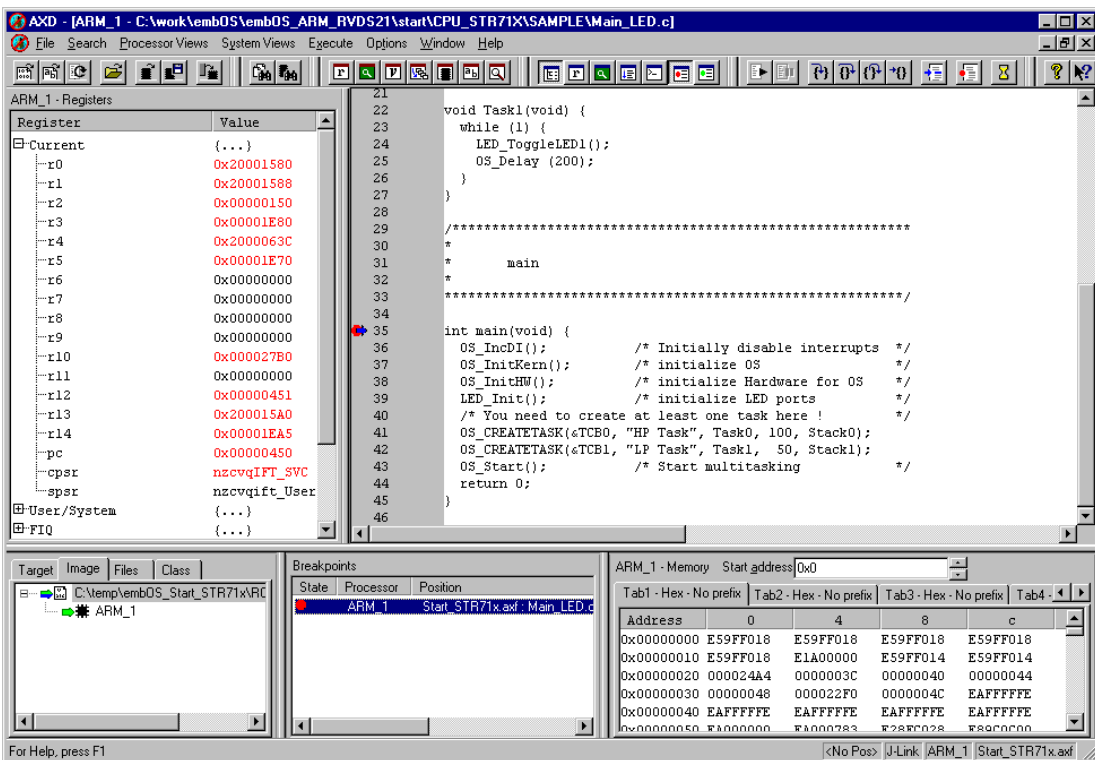 AXD - [ARM_1 - C:\work\embOS\embOS_ARM_RVDS21\start\CPU_STR71X\SAMPLE\Main_LED.c]
File Search Processor Views System Views Execute Options Window Help
ARM_1 - Registers
Register Value
Current {...}
r0 0x20001580
r1 0x20001588
r2 0x00000150
r3 0x00001E80
r4 0x2000063C
r5 0x00001E70
r6 0x00000000
r7 0x00000000
r8 0x00000000
r9 0x00000000
r10 0x000027B0
r11 0x00000000
r12 0x00000451
r13 0x200015A0
r14 0x00001EA5
pc 0x00000450
cpsr nzcvqIFT_SVC
spsr nzcvqift_User
User/System {...}
FIQ {...}
21
22 void Task1(void) {
23 while (1) {
24 LED_ToggleLED1();
25 OS_Delay (200);
26 }
27 }
28
29 /**********************************************************
30 *
31 * main
32 *
33 **********************************************************/
34
35 int main(void) {
36 OS_IncDI(); /* Initially disable interrupts */
37 OS_InitKern(); /* initialize OS */
38 OS_InitHW(); /* initialize Hardware for OS */
39 LED_Init(); /* initialize LED ports */
40 /* You need to create at least one task here ! */
41 OS_CREATETASK(&TCB0, "HP Task", Task0, 100, Stack0);
42 OS_CREATETASK(&TCB1, "LP Task", Task1, 50, Stack1);
43 OS_Start(); /* Start multitasking */
44 return 0;
45 }
46
Target Image Files Class
C:\temp\embOS_Start_STR71x\RC
ARM_1
Breakpoints
State Processor Position
ARM_1 Start_STR71x.axf : Main_LED.c
ARM_1 - Memory Start address 0x0
Tab1 - Hex - No prefix Tab2 - Hex - No prefix Tab3 - Hex - No prefix Tab4 -
Address 0 4 8 c
0x00000000 E59FF018 E59FF018 E59FF018 E59FF018
0x00000010 E59FF018 E1A00000 E59FF014 E59FF014
0x00000020 000024A4 0000003C 00000040 00000044
0x00000030 00000048 000022F0 0000004C EAFFFFFE
0x00000040 EAFFFFFE EAFFFFFE EAFFFFFE EAFFFFFE
0x00000050 EA000000 EA000783 E28FC028 E89C0C00
For Help, press F1
<No Pos> J-Link ARM_1 Start_STR71x.axf